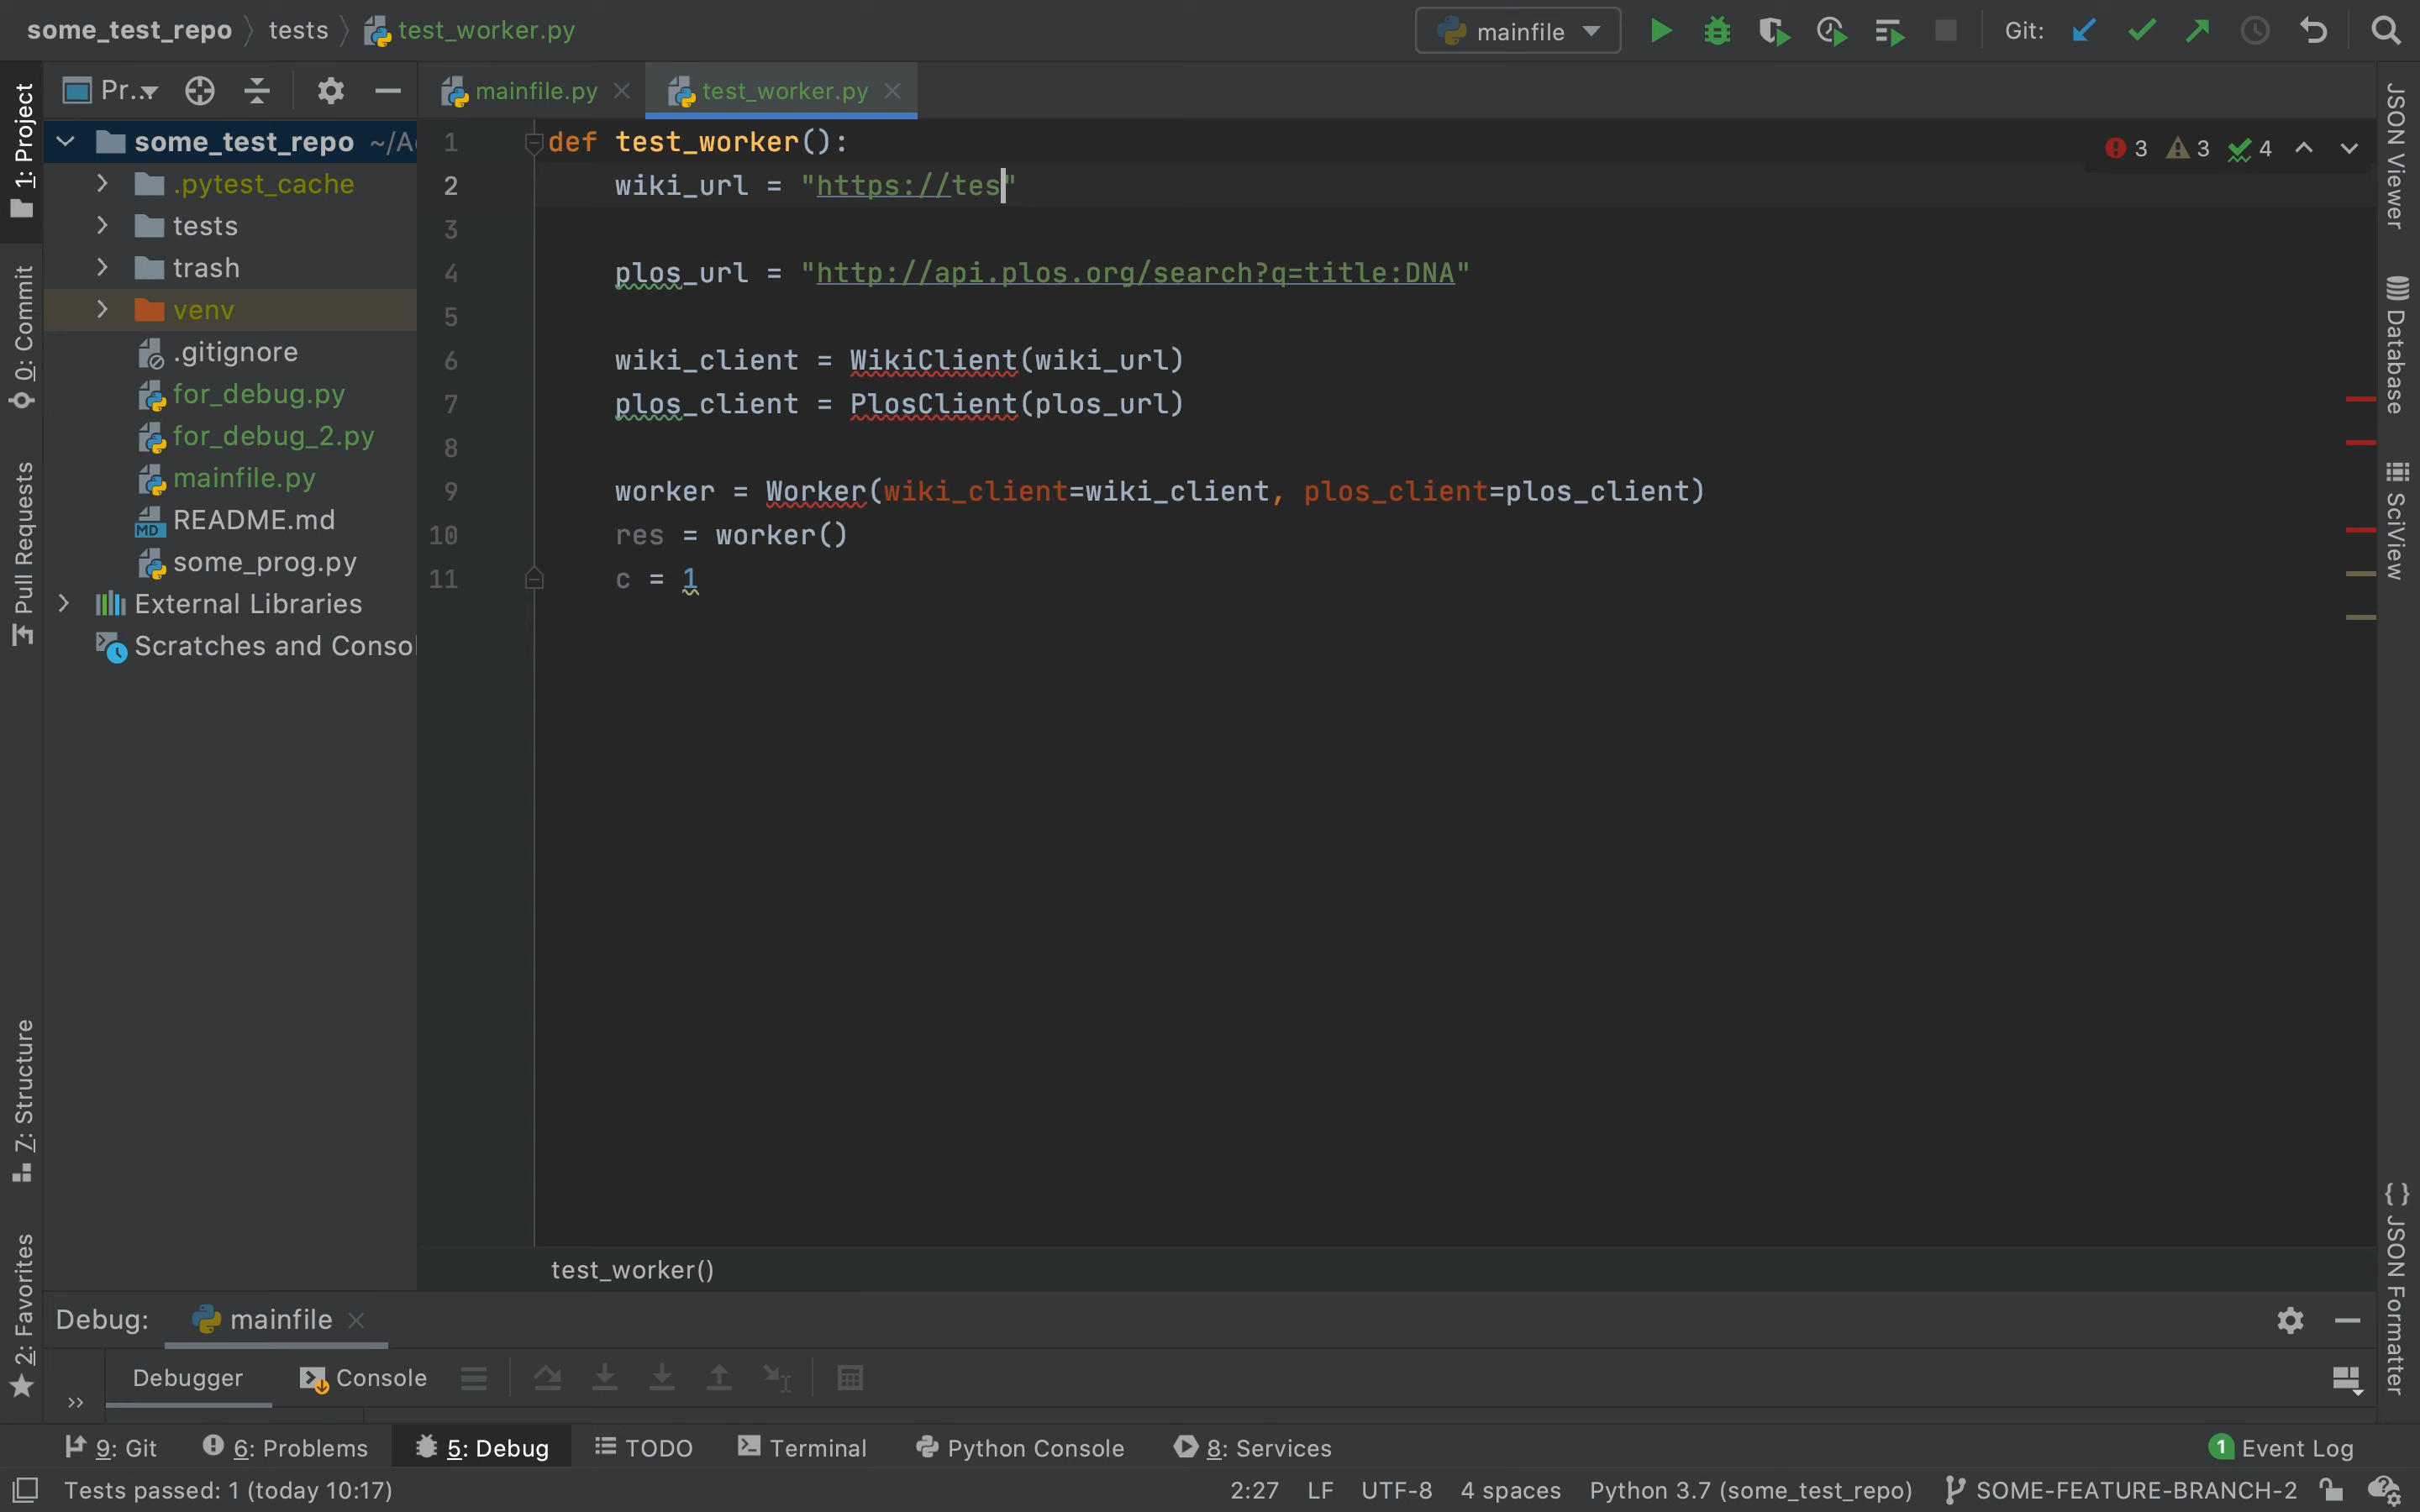 some_test_repo tests test_worker.py mainfile Git:
1: Project
0: Commit
Pull Requests
7: Structure
2: Favorites
Pr...
some_test_repo
.pytest_cache
tests
trash
venv
.gitignore
for_debug.py
for_debug_2.py
mainfile.py
README.md
some_prog.py
External Libraries
Scratches and Consol
mainfile.py test_worker.py
3 3 4
1 def test_worker():
2 wiki_url = "https://tes"
3
4 plos_url = "http://api.plos.org/search?q=title:DNA"
5
6 wiki_client = WikiClient(wiki_url)
7 plos_client = PlosClient(plos_url)
8
9 worker = Worker(wiki_client=wiki_client, plos_client=plos_client)
10 res = worker()
11 c = 1
test_worker()
JSON Viewer
Database
SciView
JSON Formatter
Debug: mainfile
Debugger Console
9: Git 6: Problems 5: Debug TODO Terminal Python Console 8: Services 1 Event Log
Tests passed: 1 (today 10:17) 2:27 LF UTF-8 4 spaces Python 3.7 (some_test_repo) SOME-FEATURE-BRANCH-2